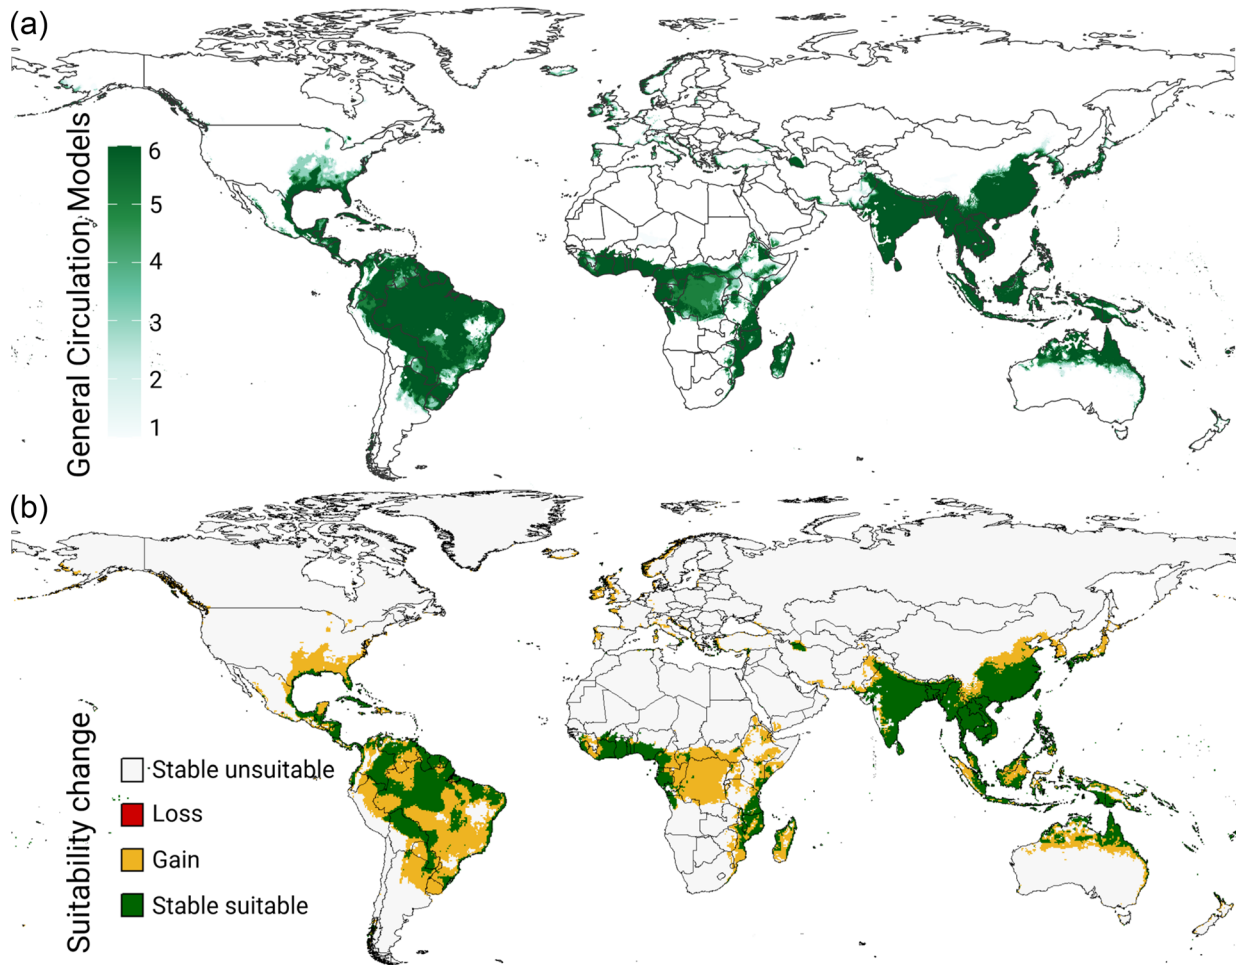 (a)
General Circulation Models
6
5
4
3
2
1
(b)
Suitability change
Stable unsuitable
Loss
Gain
Stable suitable